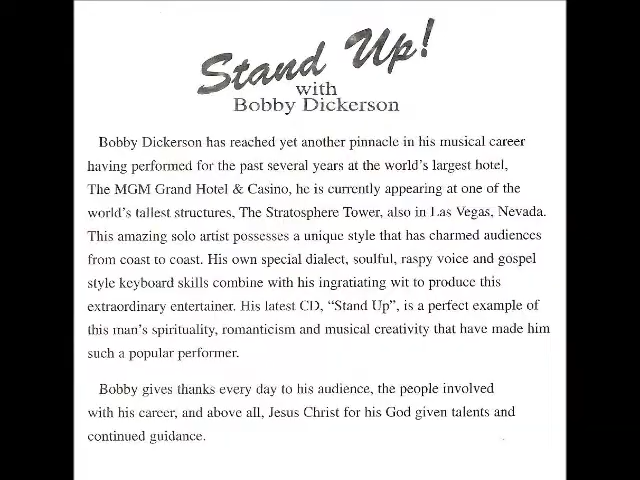 Stand Up!
with
Bobby Dickerson
Bobby Dickerson has reached yet another pinnacle in his musical career
having performed for the past several years at the world's largest hotel,
The MGM Grand Hotel & Casino, he is currently appearing at one of the
world's tallest structures, The Stratosphere Tower, also in Las Vegas, Nevada.
This amazing solo artist possesses a unique style that has charmed audiences
from coast to coast. His own special dialect, soulful, raspy voice and gospel
style keyboard skills combine with his ingratiating wit to produce this
extraordinary entertainer. His latest CD, “Stand Up”, is a perfect example of
this man's spirituality, romanticism and musical creativity that have made him
such a popular performer.
Bobby gives thanks every day to his audience, the people involved
with his career, and above all, Jesus Christ for his God given talents and
continued guidance.